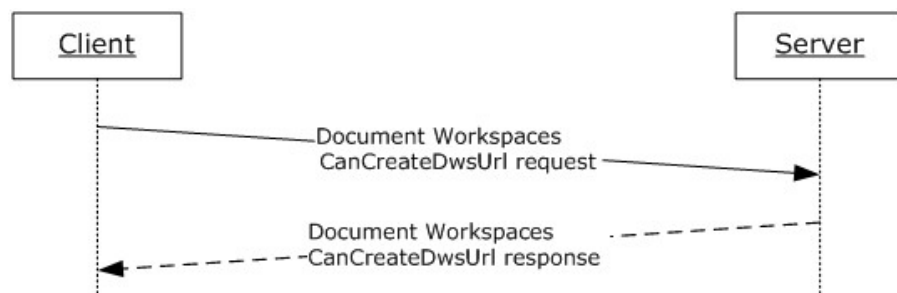 Client
Server
Document Workspaces
CanCreateDwsUrl request
Document Workspaces
CanCreateDwsUrl response